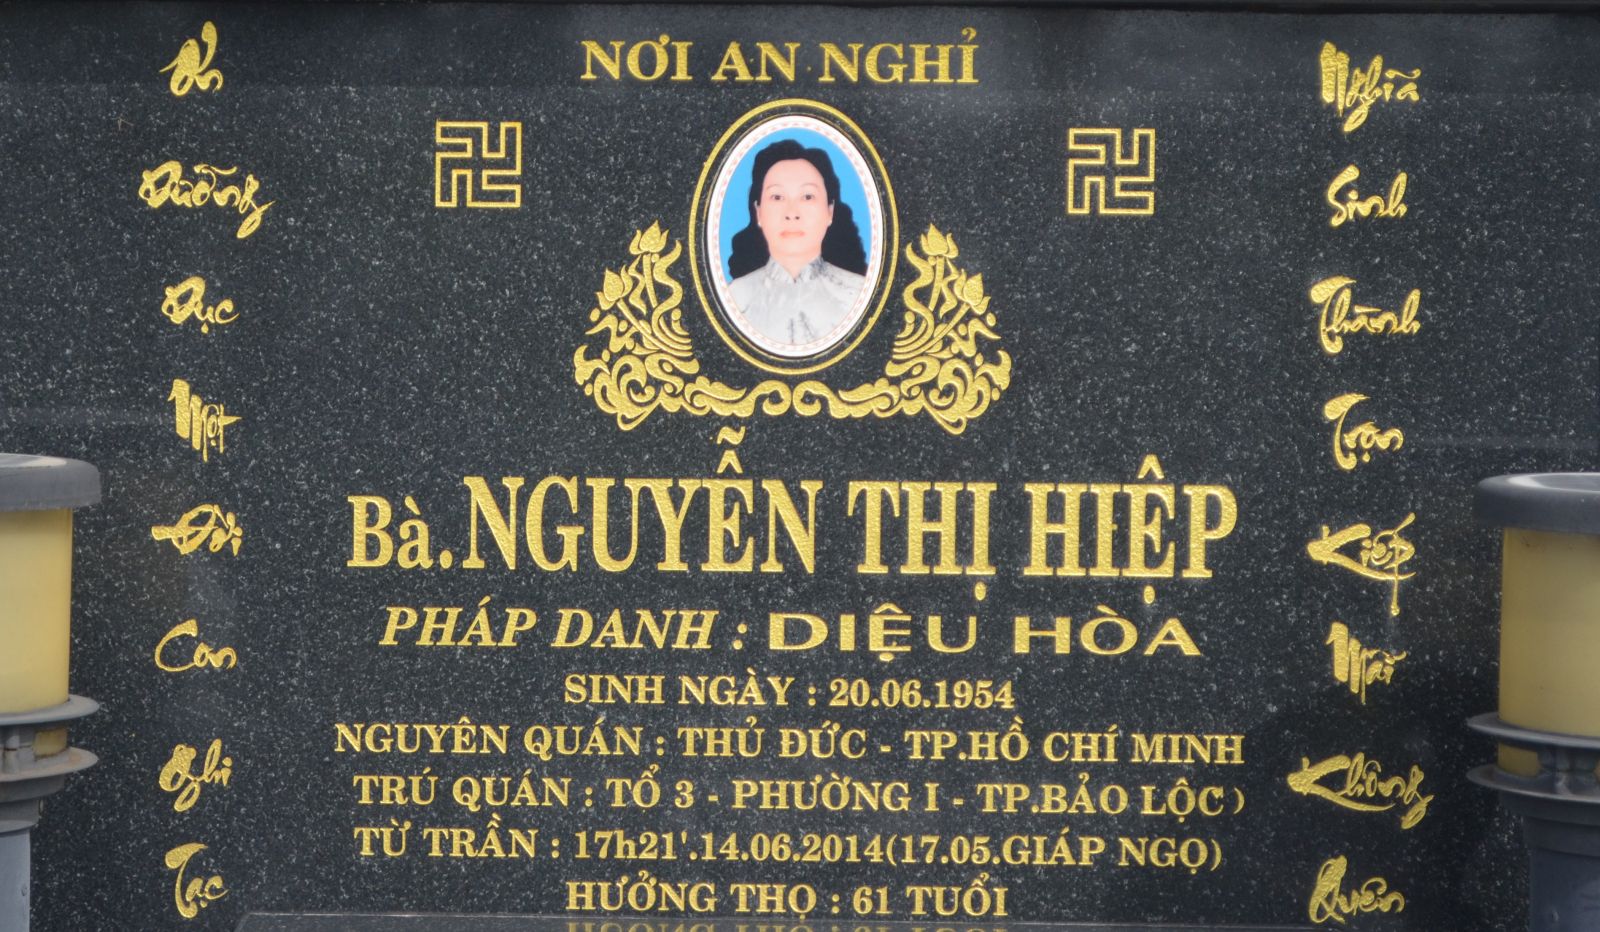 NƠI AN NGHỈ
Ơn
Dưỡng
Dục
Một
Đời
Con
Ghi
Tạc
Bà.NGUYỄN THỊ HIỆP
PHÁP DANH : DIỆU HÒA
SINH NGÀY : 20.06.1954
NGUYÊN QUÁN : THỦ ĐỨC - TP.HỒ CHÍ MINH
TRÚ QUÁN : TỔ 3 - PHƯỜNG I - TP.BẢO LỘC )
TỪ TRẦN : 17h21'.14.06.2014(17.05.GIÁP NGỌ)
HƯỞNG THỌ : 61 TUỔI
Nghĩa
Sinh
Thành
Trọn
Kiếp
Mãi
Không
Quên